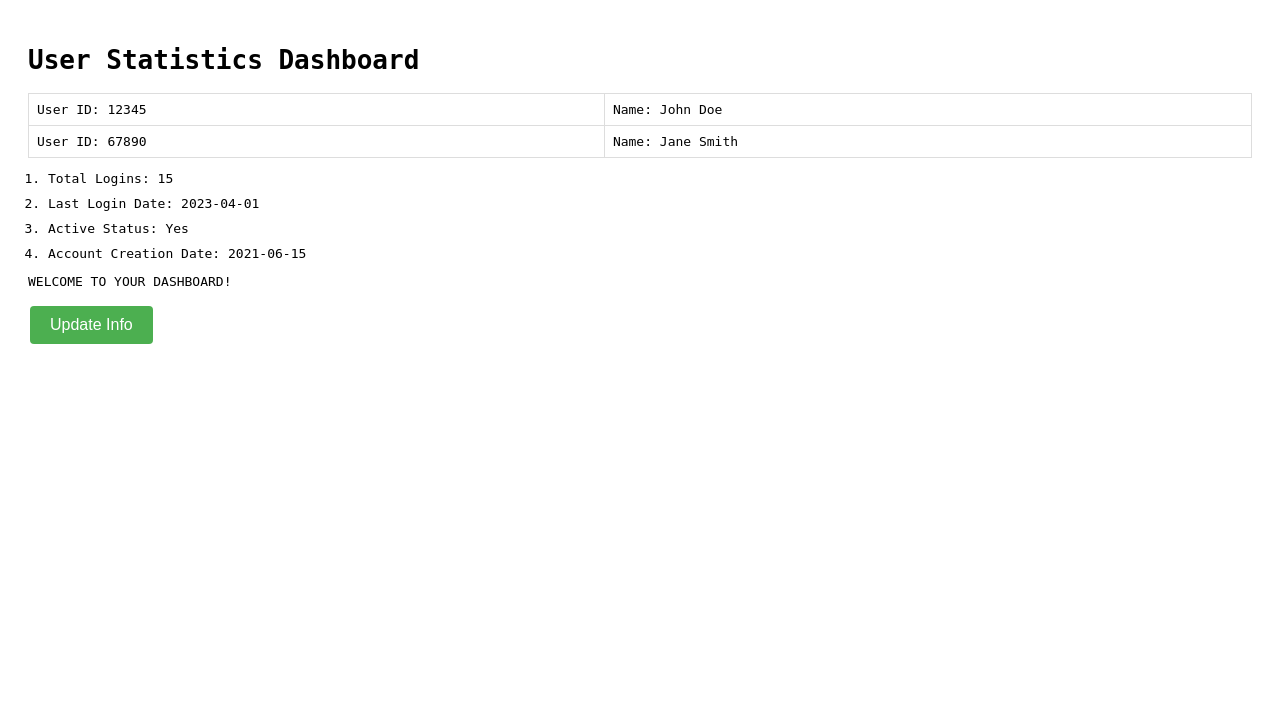 User Statistics Dashboard
User ID: 12345 Name: John Doe
User ID: 67890 Name: Jane Smith
1. Total Logins: 15
2. Last Login Date: 2023-04-01
3. Active Status: Yes
4. Account Creation Date: 2021-06-15
WELCOME TO YOUR DASHBOARD!
Update Info